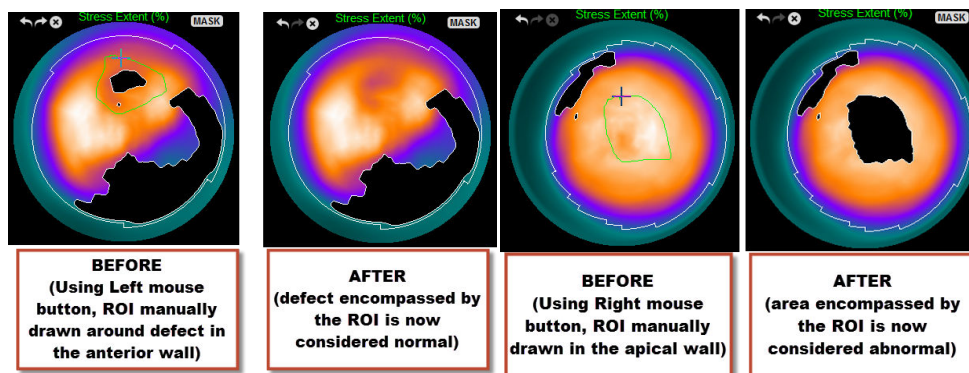 Stress Extent (%)
MASK
Stress Extent (%)
MASK
Stress Extent (%)
MASK
Stress Extent (%)
MASK
BEFORE
(Using Left mouse
button, ROI manually
drawn around defect in
the anterior wall)
AFTER
(defect encompassed by
the ROI is now
considered normal)
BEFORE
(Using Right mouse
button, ROI manually
drawn in the apical wall)
AFTER
(area encompassed by
the ROI is now
considered abnormal)